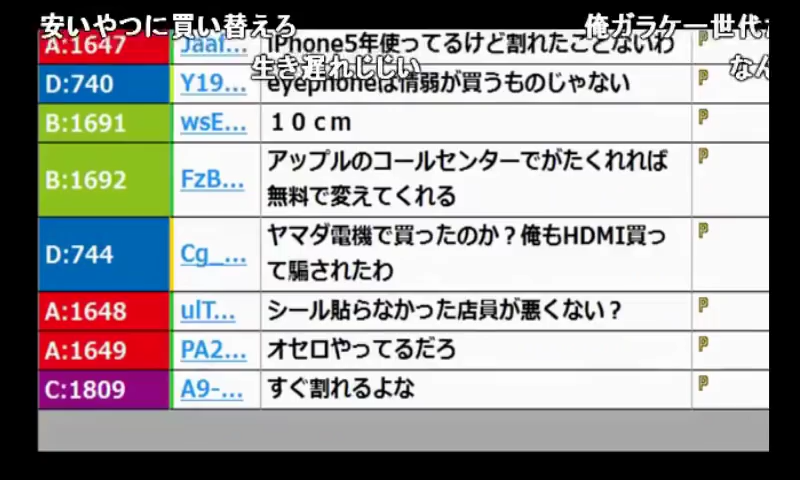 安いやつに買い替えろ
俺ガラケー世代だ
A:1647 Jaaf... iPhone5年使ってるけど割れたことないわ P
生き遅れじじい
なん
D:740 Y19... eyephoneは情弱が買うものじゃない P
B:1691 wsE... １０ｃｍ P
B:1692 FzB... アップルのコールセンターでがたくれれば P
無料で変えてくれる
D:744 Cg_... ヤマダ電機で買ったのか？俺もHDMI買っ P
て騙されたわ
A:1648 ulT... シール貼らなかった店員が悪くない？ P
A:1649 PA2... オセロやってるだろ P
C:1809 A9-... すぐ割れるよな P